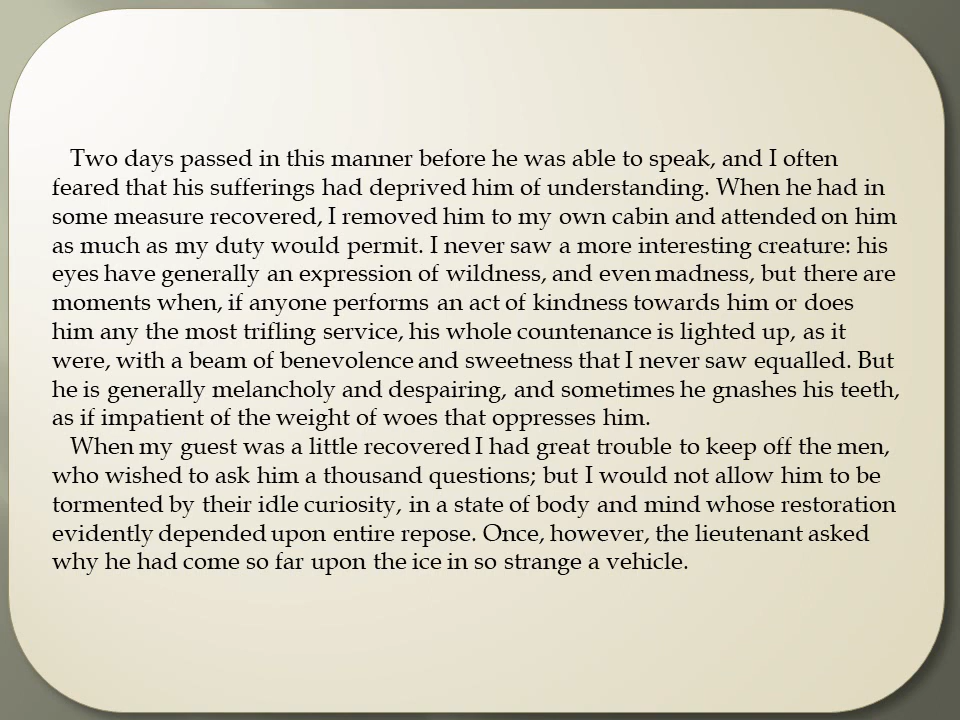 Two days passed in this manner before he was able to speak, and I often
feared that his sufferings had deprived him of understanding. When he had in
some measure recovered, I removed him to my own cabin and attended on him
as much as my duty would permit. I never saw a more interesting creature: his
eyes have generally an expression of wildness, and even madness, but there are
moments when, if anyone performs an act of kindness towards him or does
him any the most trifling service, his whole countenance is lighted up, as it
were, with a beam of benevolence and sweetness that I never saw equalled. But
he is generally melancholy and despairing, and sometimes he gnashes his teeth,
as if impatient of the weight of woes that oppresses him.
When my guest was a little recovered I had great trouble to keep off the men,
who wished to ask him a thousand questions; but I would not allow him to be
tormented by their idle curiosity, in a state of body and mind whose restoration
evidently depended upon entire repose. Once, however, the lieutenant asked
why he had come so far upon the ice in so strange a vehicle.